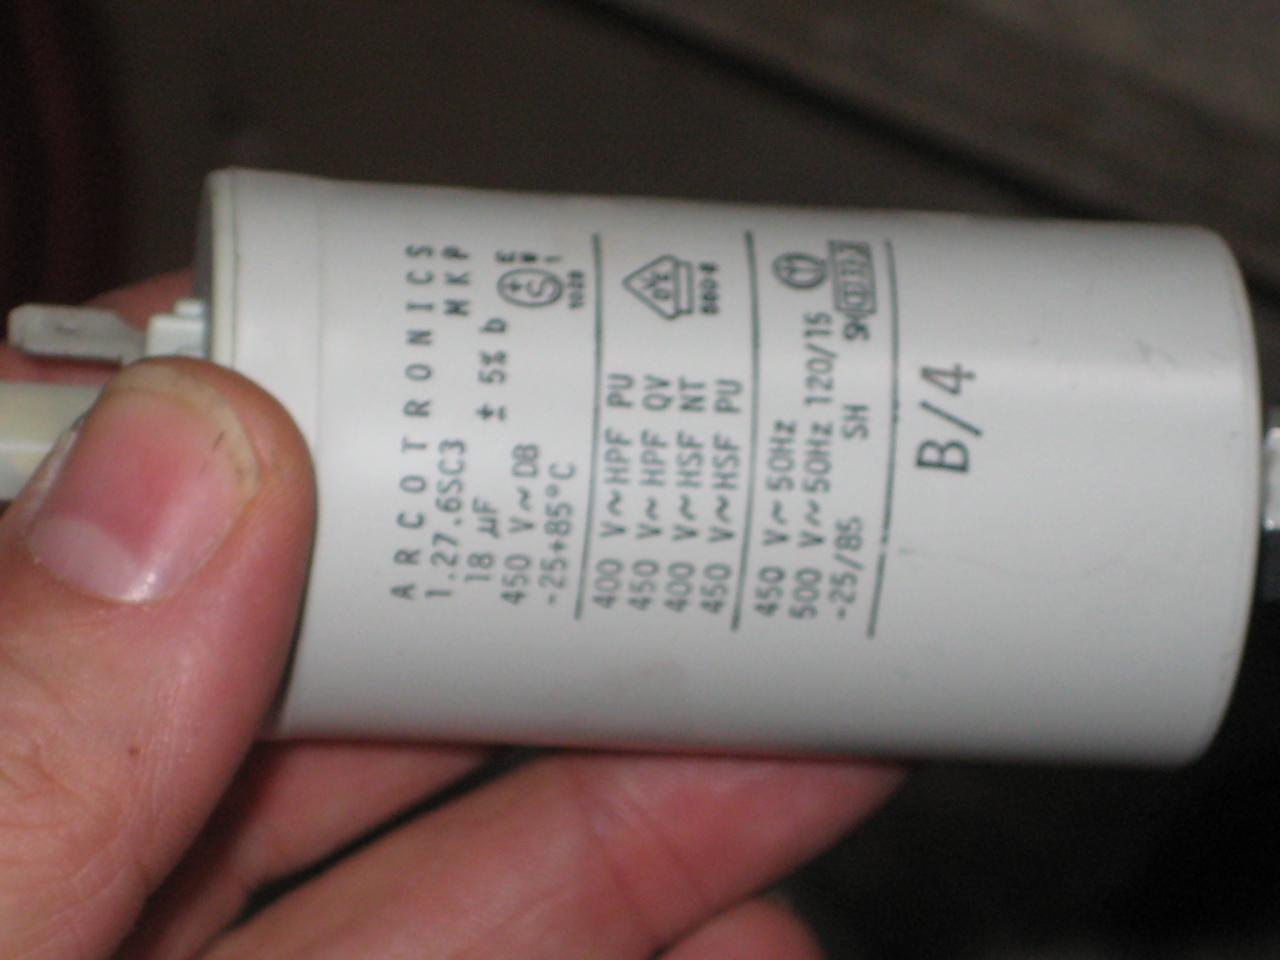 ARCOTRONICS
1.27.6SC3 MKP
18 µF ± 5% b
450 V~DB
-25+85°C
400 V~HPF PU
450 V~HPF QV
400 V~HSF NT
450 V~HSF PU
450 V~50Hz
500 V~50Hz 120/15
-25/85 SH
B/4